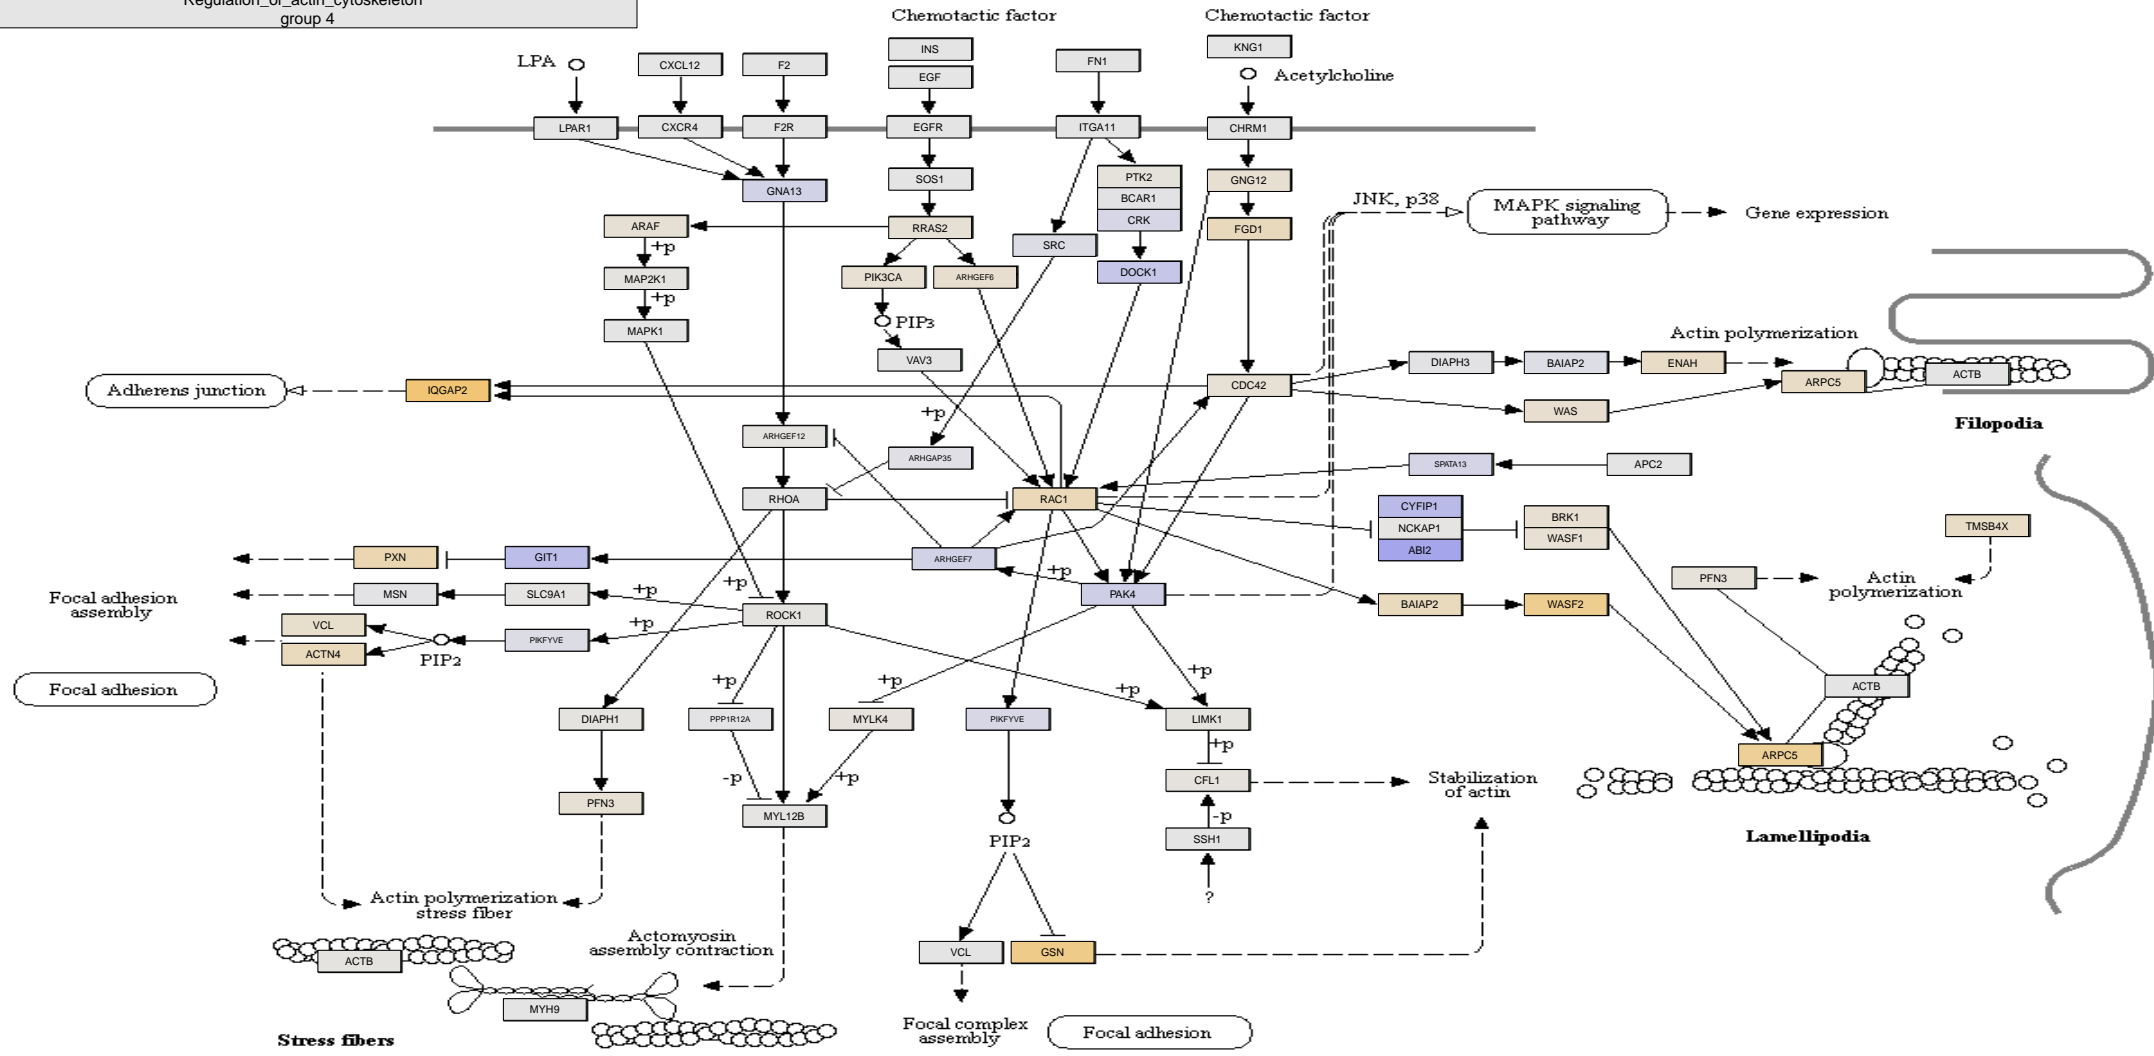 Regulation_of_actin_cytoskeleton
group 4
Chemotactic factor
Chemotactic factor
INS
KNG1
LPA
CXCL12
F2
EGF
FN1
Acetylcholine
LPAR1
CXCR4
F2R
EGFR
ITGA11
CHRM1
GNA13
SOS1
PTK2
GNG12
BCAR1
CRK
JNK, p38
MAPK signaling
pathway
Gene expression
ARAF
+p
RRAS2
SRC
FGD1
MAP2K1
+p
PIK3CA
ARHGEF6
DOCK1
MAPK1
PIP3
VAV3
Actin polymerization
DIAPH3
BAIAP2
ENAH
ARPC5
ACTB
Adherens junction
IQGAP2
CDC42
WAS
Filopodia
+p
ARHGEF12
ARHGAP35
SPATA13
APC2
RHOA
RAC1
CYFIP1
NCKAP1
ABI2
BRK1
WASF1
TMSB4X
PXN
GIT1
ARHGEF7
+p
PFN3
Actin
polymerization
Focal adhesion
assembly
MSN
SLC9A1
+p
+p
PAK4
BAIAP2
WASF2
VCL
ACTN4
PIP2
PIKFYVE
+p
ROCK1
Focal adhesion
+p
+p
+p
+p
ACTB
DIAPH1
PPP1R12A
MYLK4
PIKFYVE
LIMK1
+p
ARPC5
-p
+p
CFL1
Stabilization
of actin
PFN3
MYL12B
-p
SSH1
PIP2
Lamellipodia
?
Actin polymerization
stress fiber
Actomyosin
assembly contraction
ACTB
VCL
GSN
MYH9
Focal complex
assembly
Focal adhesion
Stress fibers